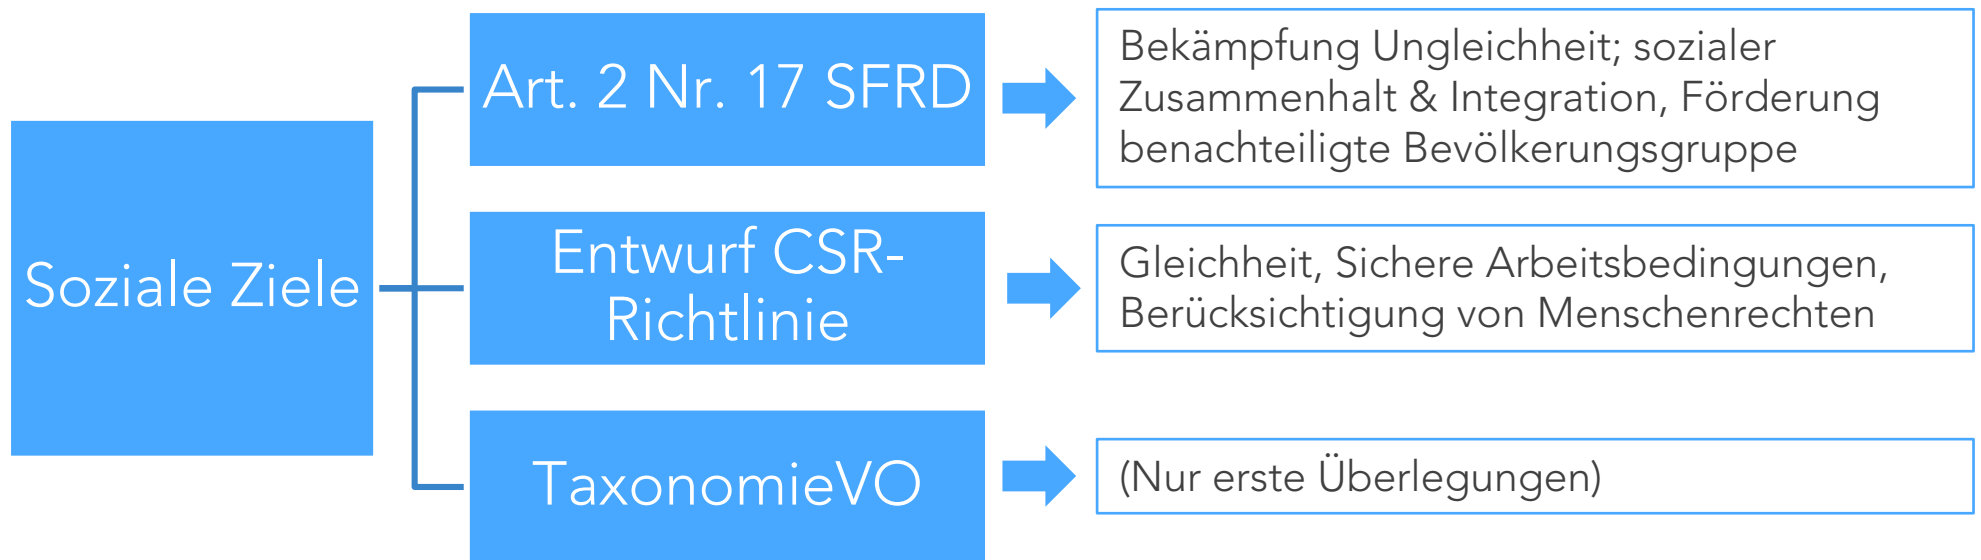 Soziale Ziele
Art. 2 Nr. 17 SFRD
Bekämpfung Ungleichheit; sozialer
Zusammenhalt & Integration, Förderung
benachteiligte Bevölkerungsgruppe
Entwurf CSR-
Richtlinie
Gleichheit, Sichere Arbeitsbedingungen,
Berücksichtigung von Menschenrechten
TaxonomieVO
(Nur erste Überlegungen)